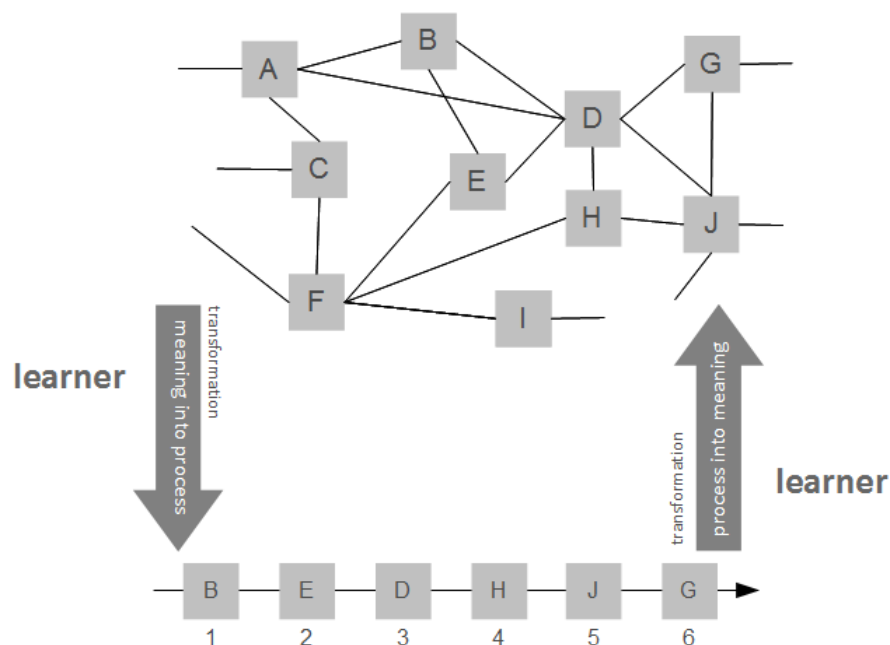 B
G
A
D
C
E
H
J
F
I
learner
transformation
meaning into process
transformation
process into meaning
learner
B E D H J G
1 2 3 4 5 6